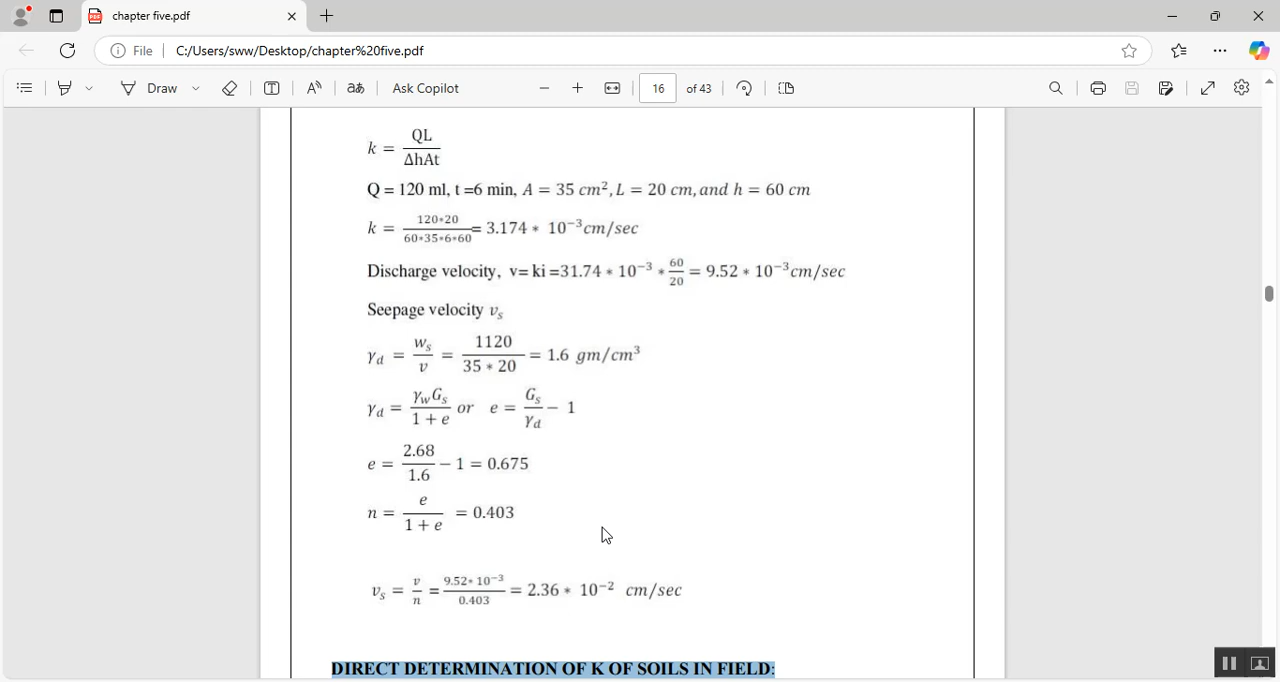 chapter five.pdf
File C:/Users/sww/Desktop/chapter%20five.pdf
Draw aあ Ask Copilot 16 of 43
k = QL / ΔhAt
Q = 120 ml, t =6 min, A = 35 cm², L = 20 cm, and h = 60 cm
k = 120*20 / 60*35*6*60 = 3.174 * 10⁻³cm/sec
Discharge velocity, v= ki =31.74 * 10⁻³ * 60/20 = 9.52 * 10⁻³cm/sec
Seepage velocity vₛ
γd = wₛ/v = 1120 / 35 * 20 = 1.6 gm/cm³
γd = γwGₛ / 1 + e or e = Gₛ/γd − 1
e = 2.68/1.6 − 1 = 0.675
n = e / 1 + e = 0.403
vₛ = v/n = 9.52* 10⁻³ / 0.403 = 2.36 * 10⁻² cm/sec
DIRECT DETERMINATION OF K OF SOILS IN FIELD: